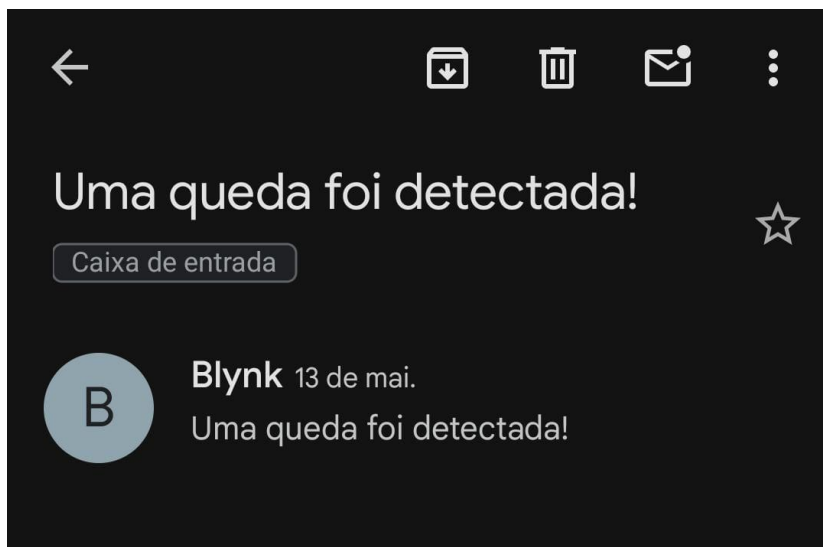 Uma queda foi detectada!
Caixa de entrada
B
Blynk 13 de mai.
Uma queda foi detectada!